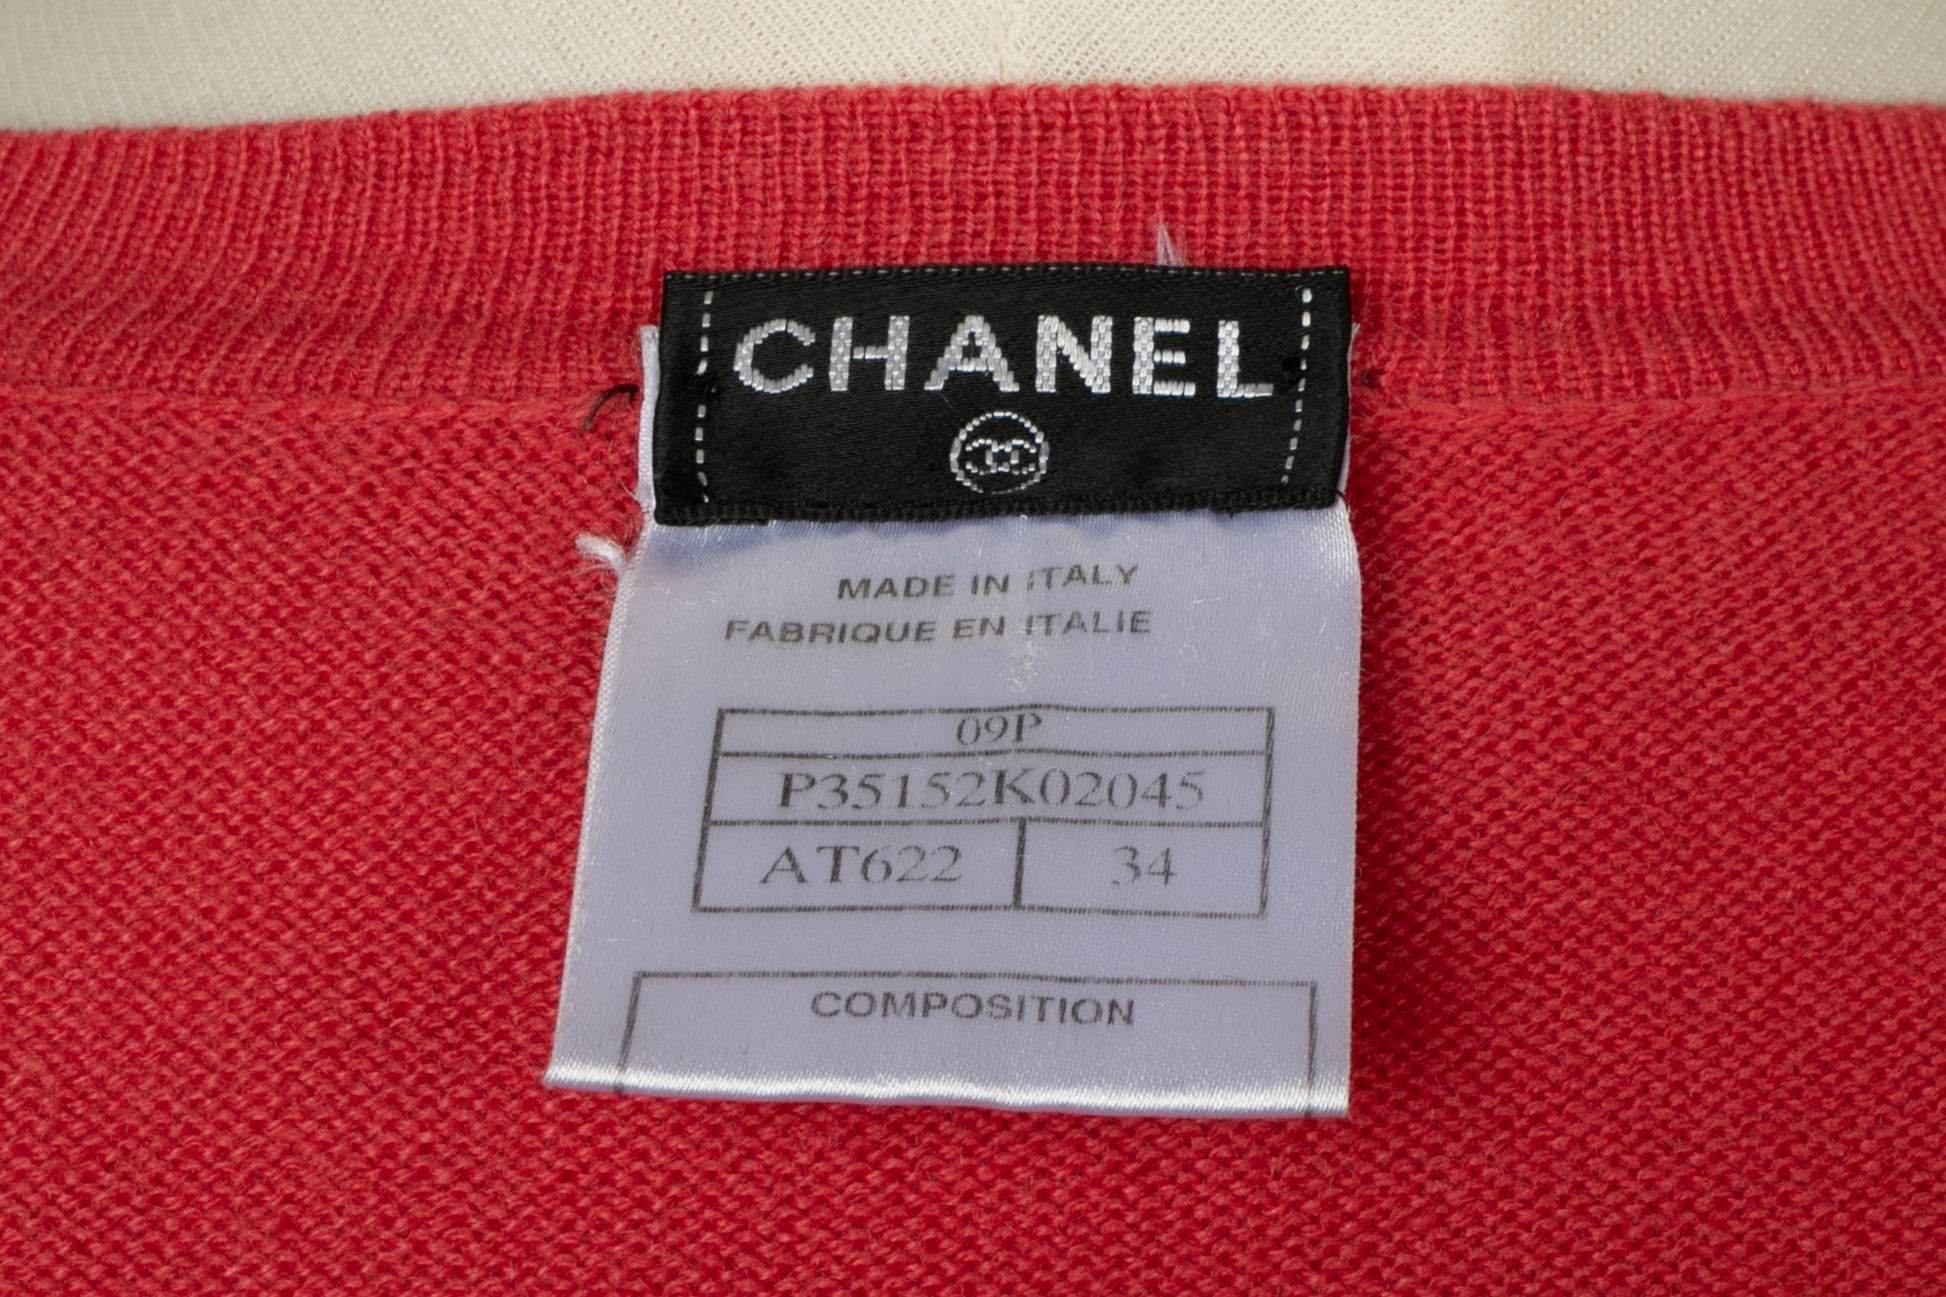 CHANEL
MADE IN ITALY
FABRIQUE EN ITALIE
09P
P35152K02045
AT622 34
COMPOSITION